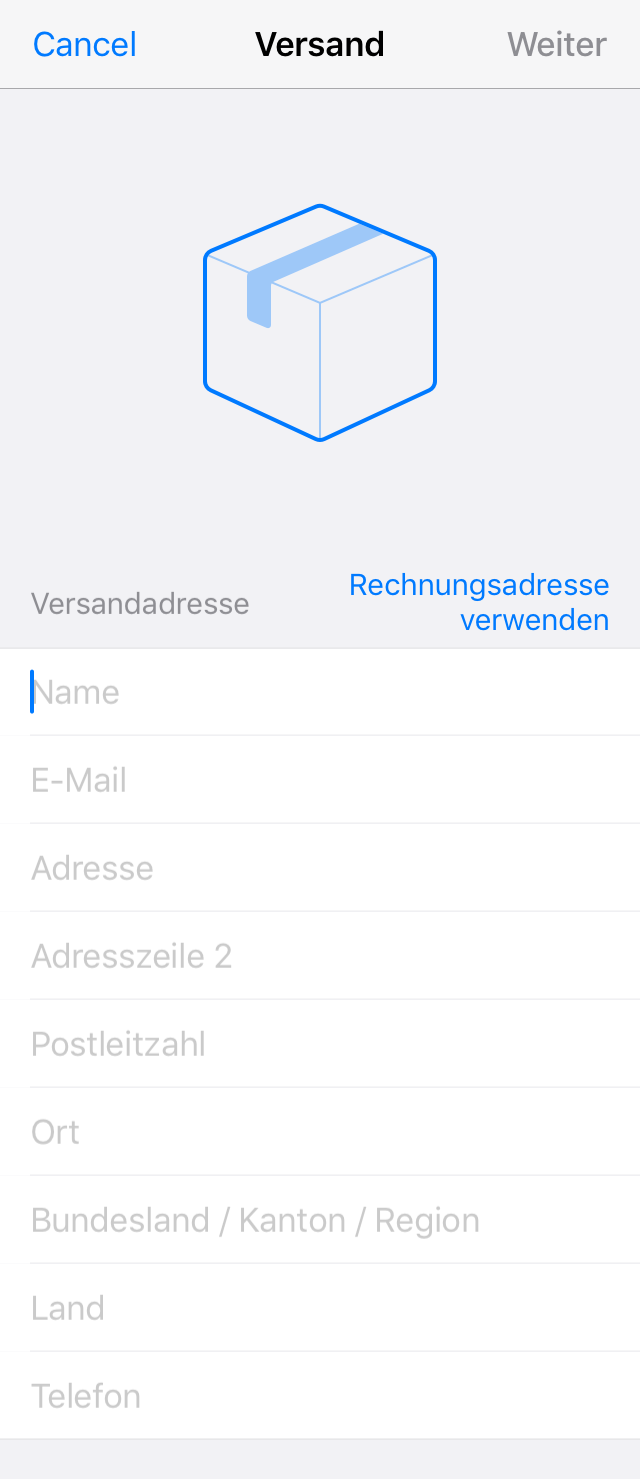 Cancel Versand Weiter
Versandadresse
Rechnungsadresse
verwenden
Name
E-Mail
Adresse
Adresszeile 2
Postleitzahl
Ort
Bundesland / Kanton / Region
Land
Telefon